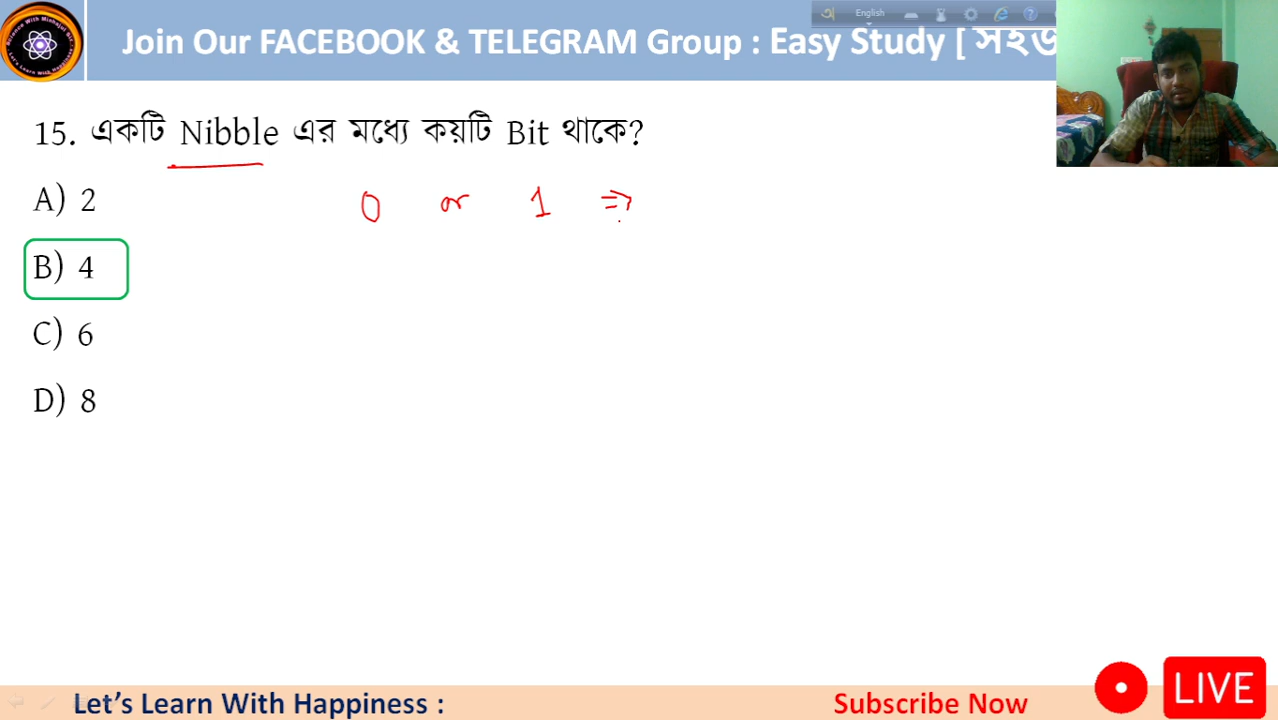 English
Join Our FACEBOOK & TELEGRAM Group : Easy Study [ সহজ
15. একটি Nibble এর মধ্যে কয়টি Bit থাকে?
A) 2
0 or 1 =>
B) 4
C) 6
D) 8
Let’s Learn With Happiness :
Subscribe Now
LIVE